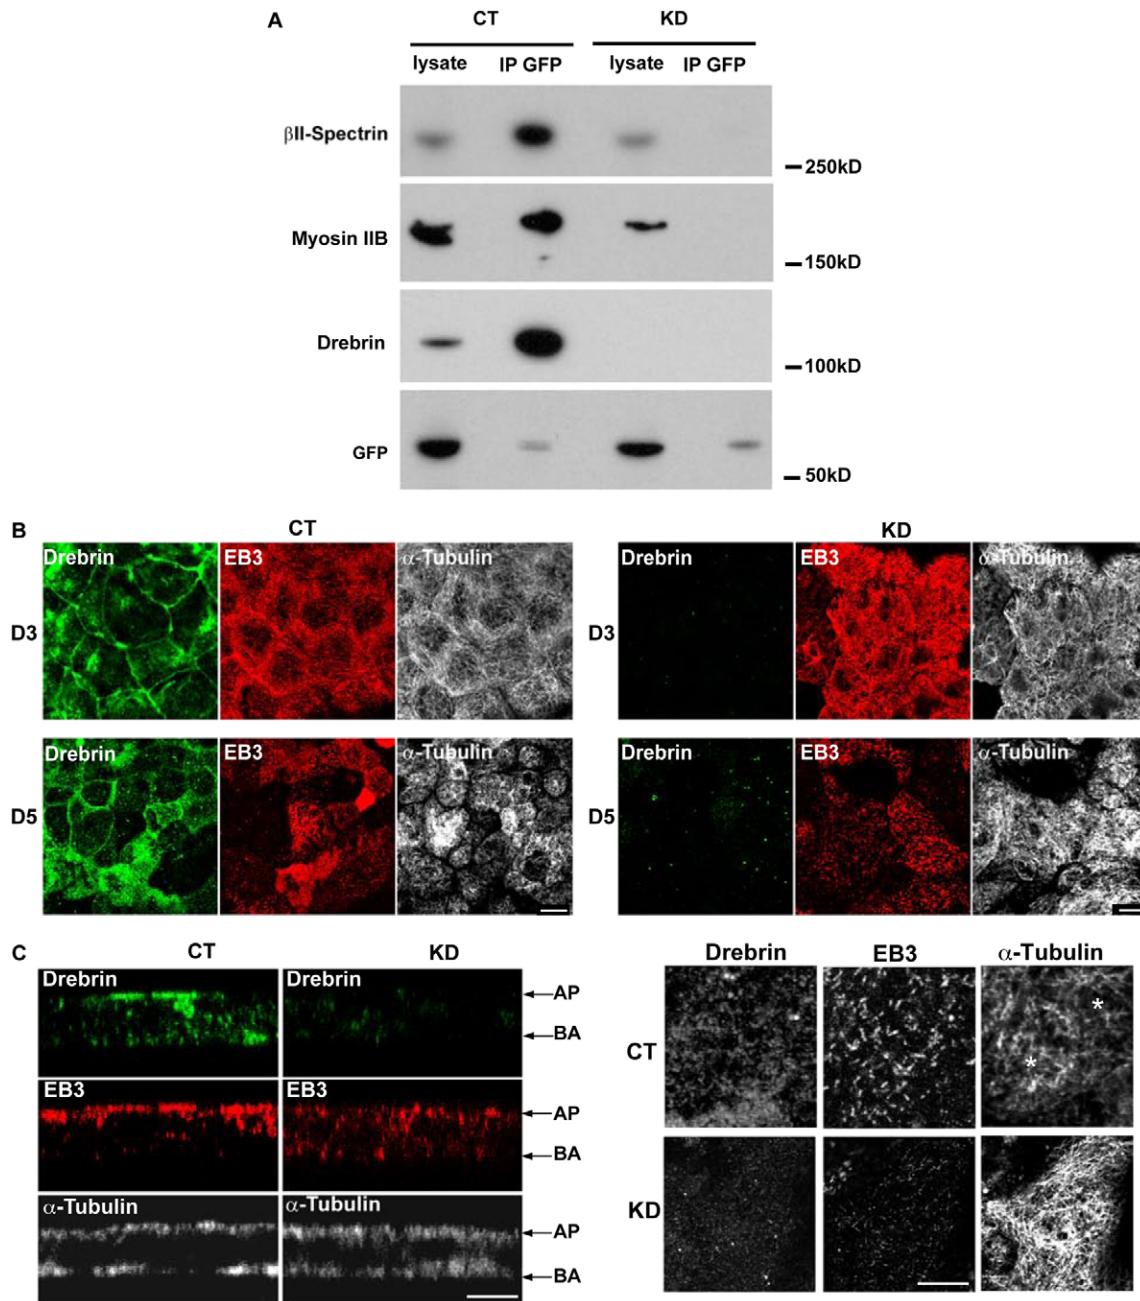 A
CT KD
lysate IP GFP lysate IP GFP
βII-Spectrin
250kD
Myosin IIB
150kD
Drebrin
100kD
GFP
50kD
B CT KD
Drebrin EB3 α-Tubulin Drebrin EB3 α-Tubulin
D3 D3
Drebrin EB3 α-Tubulin Drebrin EB3 α-Tubulin
D5 D5
C CT KD
Drebrin Drebrin
AP
BA
EB3 EB3
AP
BA
α-Tubulin α-Tubulin
AP
BA
Drebrin EB3 α-Tubulin
CT
*
*
KD